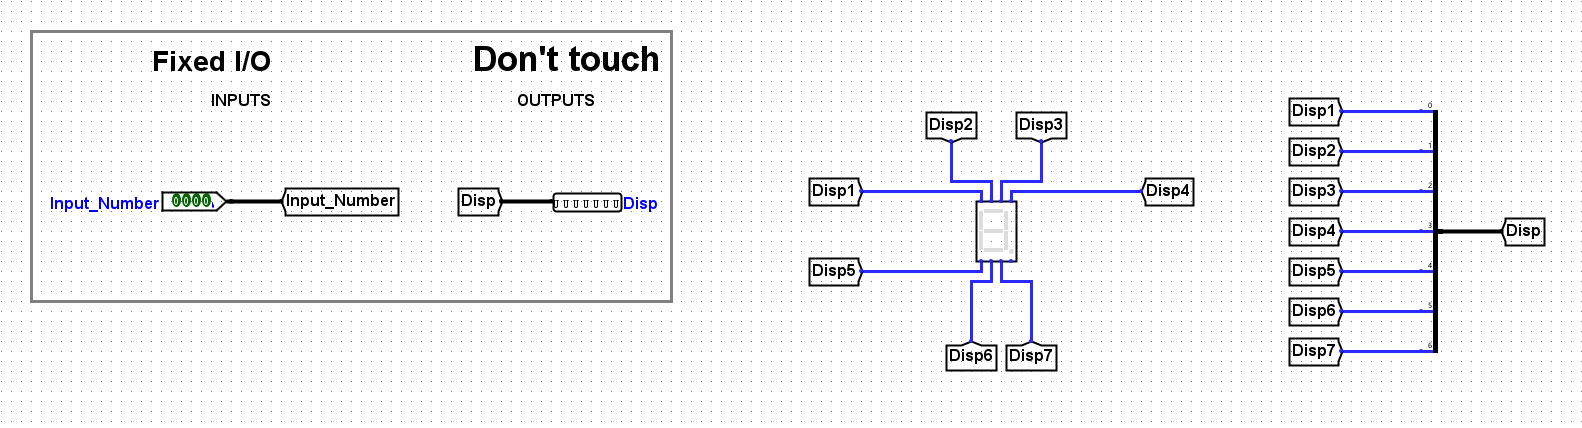 Fixed I/O
Don't touch
INPUTS
OUTPUTS
Input_Number
0000
Input_Number
Disp
UUUUUUU
Disp
Disp2
Disp3
Disp1
Disp4
Disp5
Disp6
Disp7
Disp1
0
Disp2
1
Disp3
2
Disp4
3
Disp
Disp5
4
Disp6
5
Disp7
6